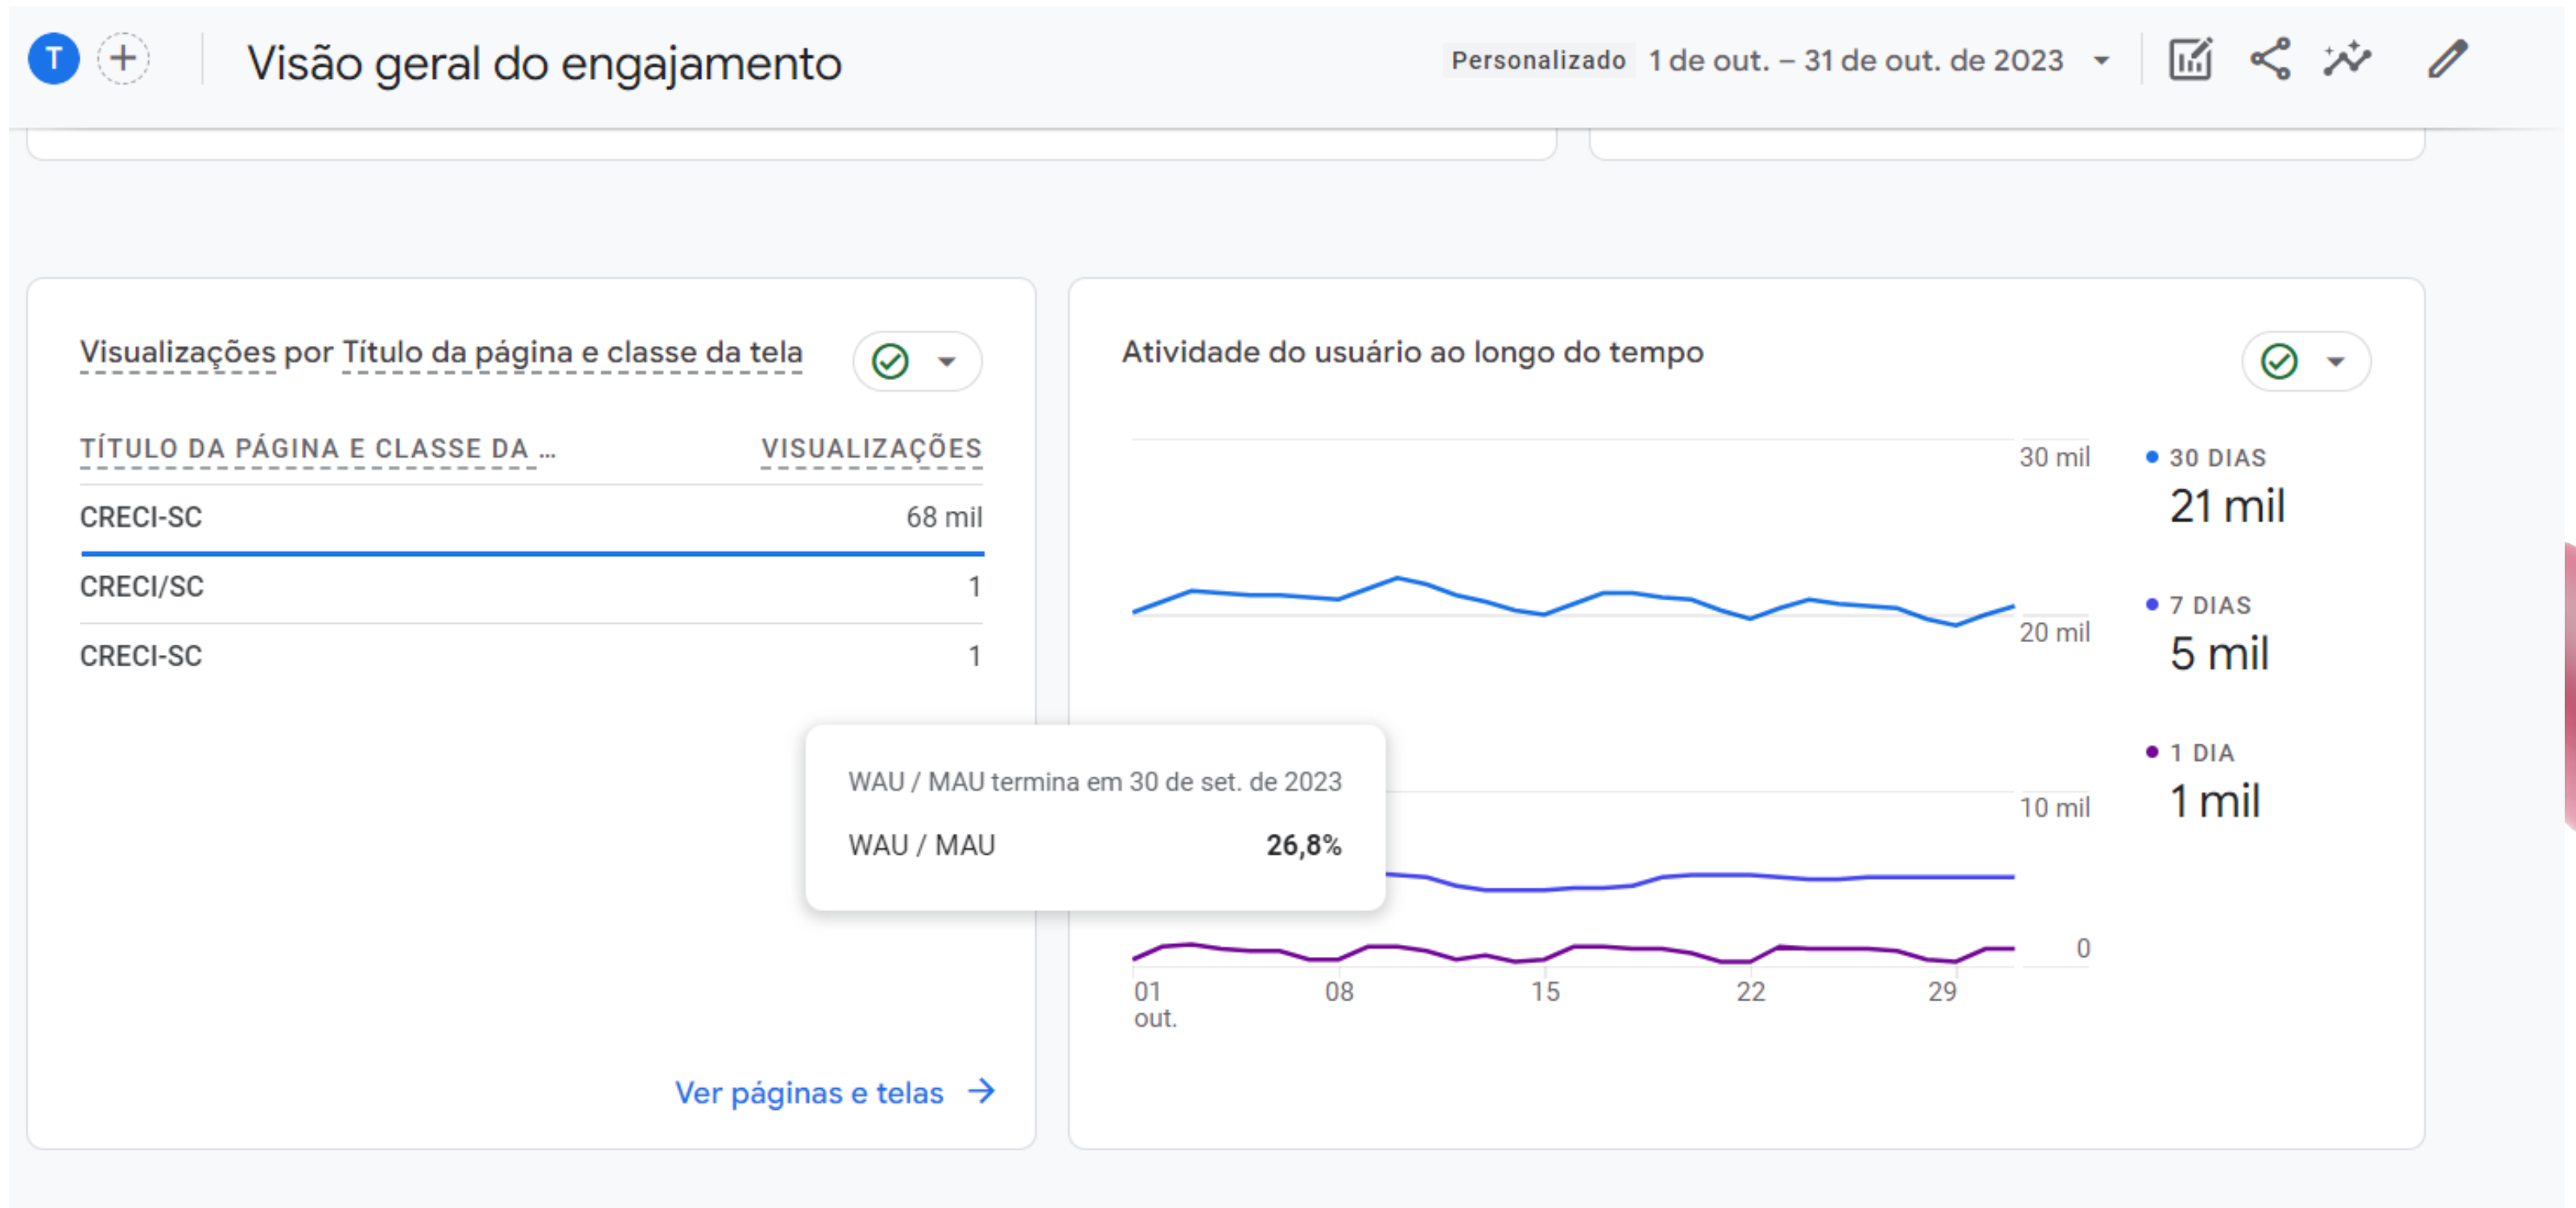 T
Visão geral do engajamento
Personalizado 1 de out. – 31 de out. de 2023
Visualizações por Título da página e classe da tela
TÍTULO DA PÁGINA E CLASSE DA … VISUALIZAÇÕES
CRECI-SC 68 mil
CRECI/SC 1
CRECI-SC 1
Ver páginas e telas
WAU / MAU termina em 30 de set. de 2023
WAU / MAU 26,8%
Atividade do usuário ao longo do tempo
30 mil
20 mil
10 mil
0
01 08 15 22 29
out.
30 DIAS
21 mil
7 DIAS
5 mil
1 DIA
1 mil